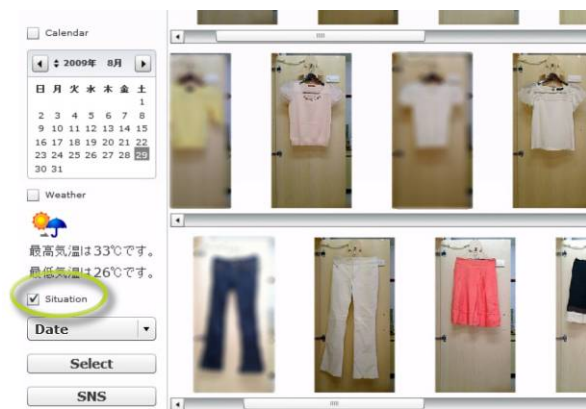 Calendar
2009年 8月
日 月 火 水 木 金 土
1
2 3 4 5 6 7 8
9 10 11 12 13 14 15
16 17 18 19 20 21 22
23 24 25 26 27 28 29
30 31
Weather
最高気温は33℃です。
最低気温は26℃です。
Situation
Date
Select
SNS